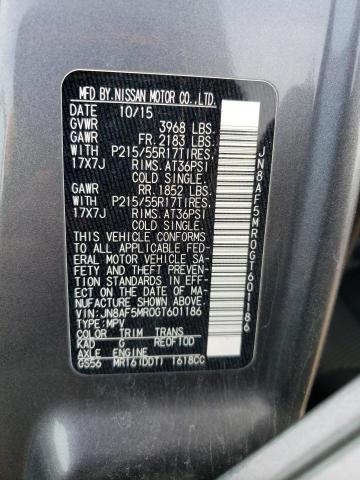 MFD BY NISSAN MOTOR CO.,LTD.
DATE 10/15
GVWR 3968 LBS.
GAWR FR. 2183 LBS.
WITH P215/55R17TIRES,
17X7J RIMS. AT36PSI
COLD SINGLE.
GAWR RR. 1852 LBS.
WITH P215/55R17TIRES,
17X7J RIMS. AT36PSI
COLD SINGLE.
THIS VEHICLE CONFORMS
TO ALL APPLICABLE FED-
ERAL MOTOR VEHICLE SA-
FETY AND THEFT PREVEN-
TION STANDARDS IN EFF-
ECT ON THE DATE OF MA-
NUFACTURE SHOWN ABOVE.
VIN: JN8AF5MR0GT601186
TYPE: MPV
COLOR TRIM TRANS
KAD G RE0F10D
AXLE ENGINE
GS56 MR16(DDT) 1618CC
JN8AF5MR0GT601186